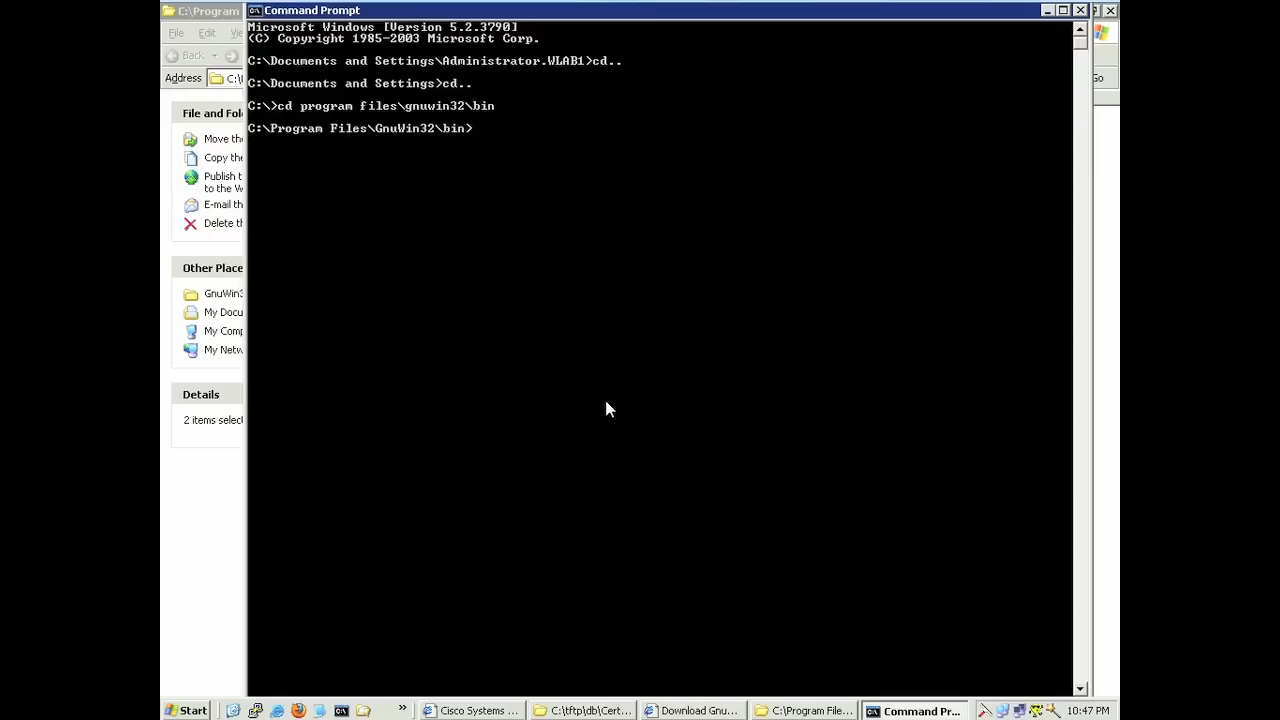 C:\Program
Command Prompt
File Edit Vie
Back
Address C:\
Go
File and Fol
Move the
Copy the
Publish t
to the W
E-mail th
Delete th
Other Place
GnuWin3
My Docu
My Comp
My Netw
Details
2 items select
Microsoft Windows [Version 5.2.3790]
(C) Copyright 1985-2003 Microsoft Corp.
C:\Documents and Settings\Administrator.WLAB1>cd..
C:\Documents and Settings>cd..
C:\>cd program files\gnuwin32\bin
C:\Program Files\GnuWin32\bin>
Start
Cisco Systems ...
C:\tftp\db\Cert...
Download Gnu...
C:\Program File...
Command Pr...
10:47 PM